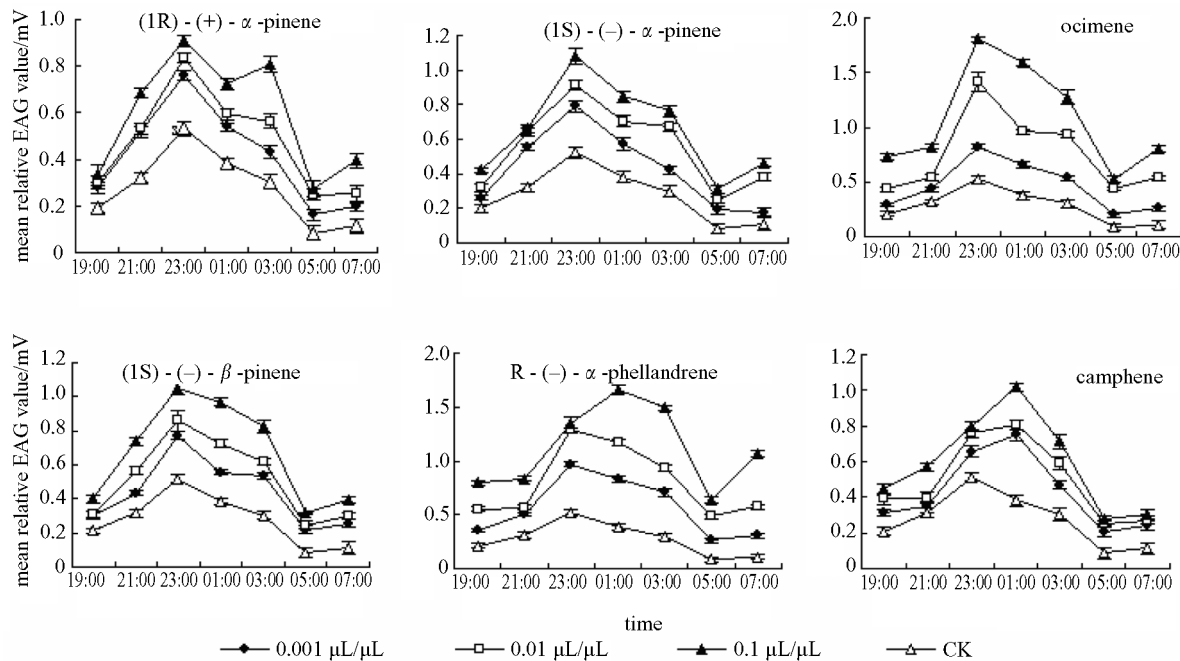 (1R) - (+) - α -pinene
mean relative EAG value/mV
1.0
0.8
0.6
0.4
0.2
0
19:00 21:00 23:00 01:00 03:00 05:00 07:00
(1S) - (–) - α -pinene
1.2
1.0
0.8
0.6
0.4
0.2
0
19:00 21:00 23:00 01:00 03:00 05:00 07:00
ocimene
2.0
1.5
1.0
0.5
0
19:00 21:00 23:00 01:00 03:00 05:00 07:00
(1S) - (–) - β -pinene
mean relative EAG value/mV
1.2
1.0
0.8
0.6
0.4
0.2
0
19:00 21:00 23:00 01:00 03:00 05:00 07:00
R - (–) - α -phellandrene
2.0
1.5
1.0
0.5
0
19:00 21:00 23:00 01:00 03:00 05:00 07:00
camphene
1.2
1.0
0.8
0.6
0.4
0.2
0
19:00 21:00 23:00 01:00 03:00 05:00 07:00
time
0.001 μL/μL 0.01 μL/μL 0.1 μL/μL CK